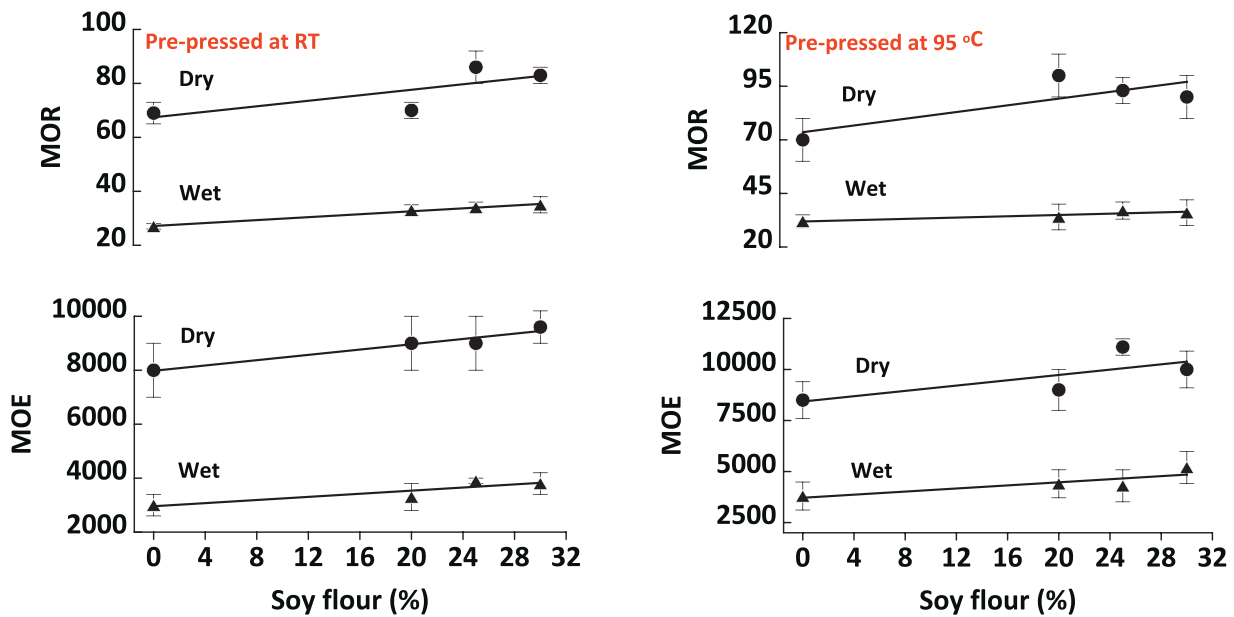 Pre-pressed at RT
MOR
100
80
60
40
20
Dry
Wet
Pre-pressed at 95 °C
MOR
120
95
70
45
20
Dry
Wet
MOE
10000
8000
6000
4000
2000
Dry
Wet
0 4 8 12 16 20 24 28 32
Soy flour (%)
MOE
12500
10000
7500
5000
2500
Dry
Wet
0 4 8 12 16 20 24 28 32
Soy flour (%)